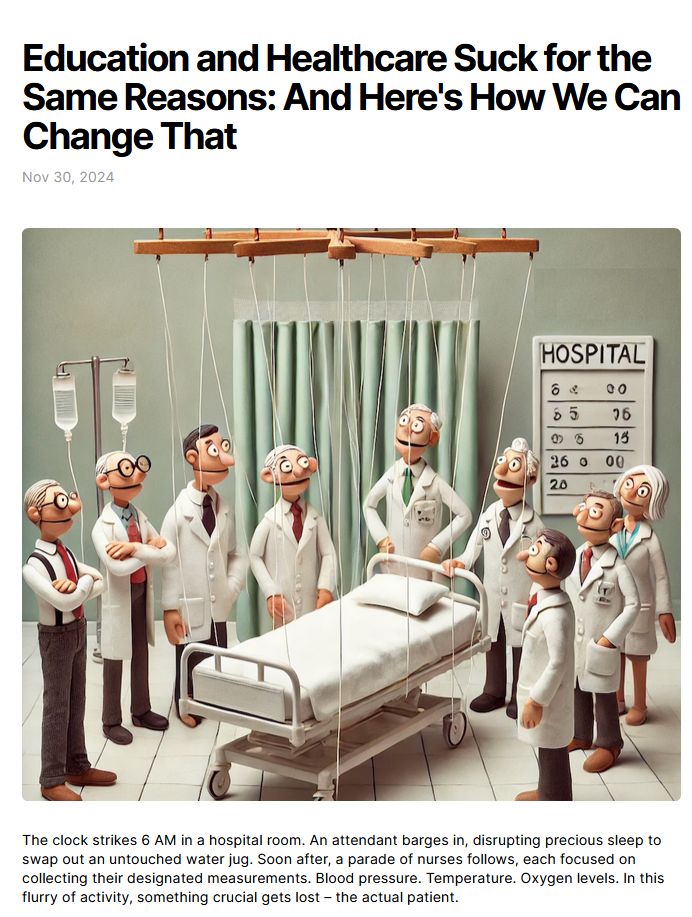 Education and Healthcare Suck for the
Same Reasons: And Here's How We Can
Change That
Nov 30, 2024
HOSPITAL
6 00
65 76
15
26 0 00
20
The clock strikes 6 AM in a hospital room. An attendant barges in, disrupting precious sleep to
swap out an untouched water jug. Soon after, a parade of nurses follows, each focused on
collecting their designated measurements. Blood pressure. Temperature. Oxygen levels. In this
flurry of activity, something crucial gets lost – the actual patient.